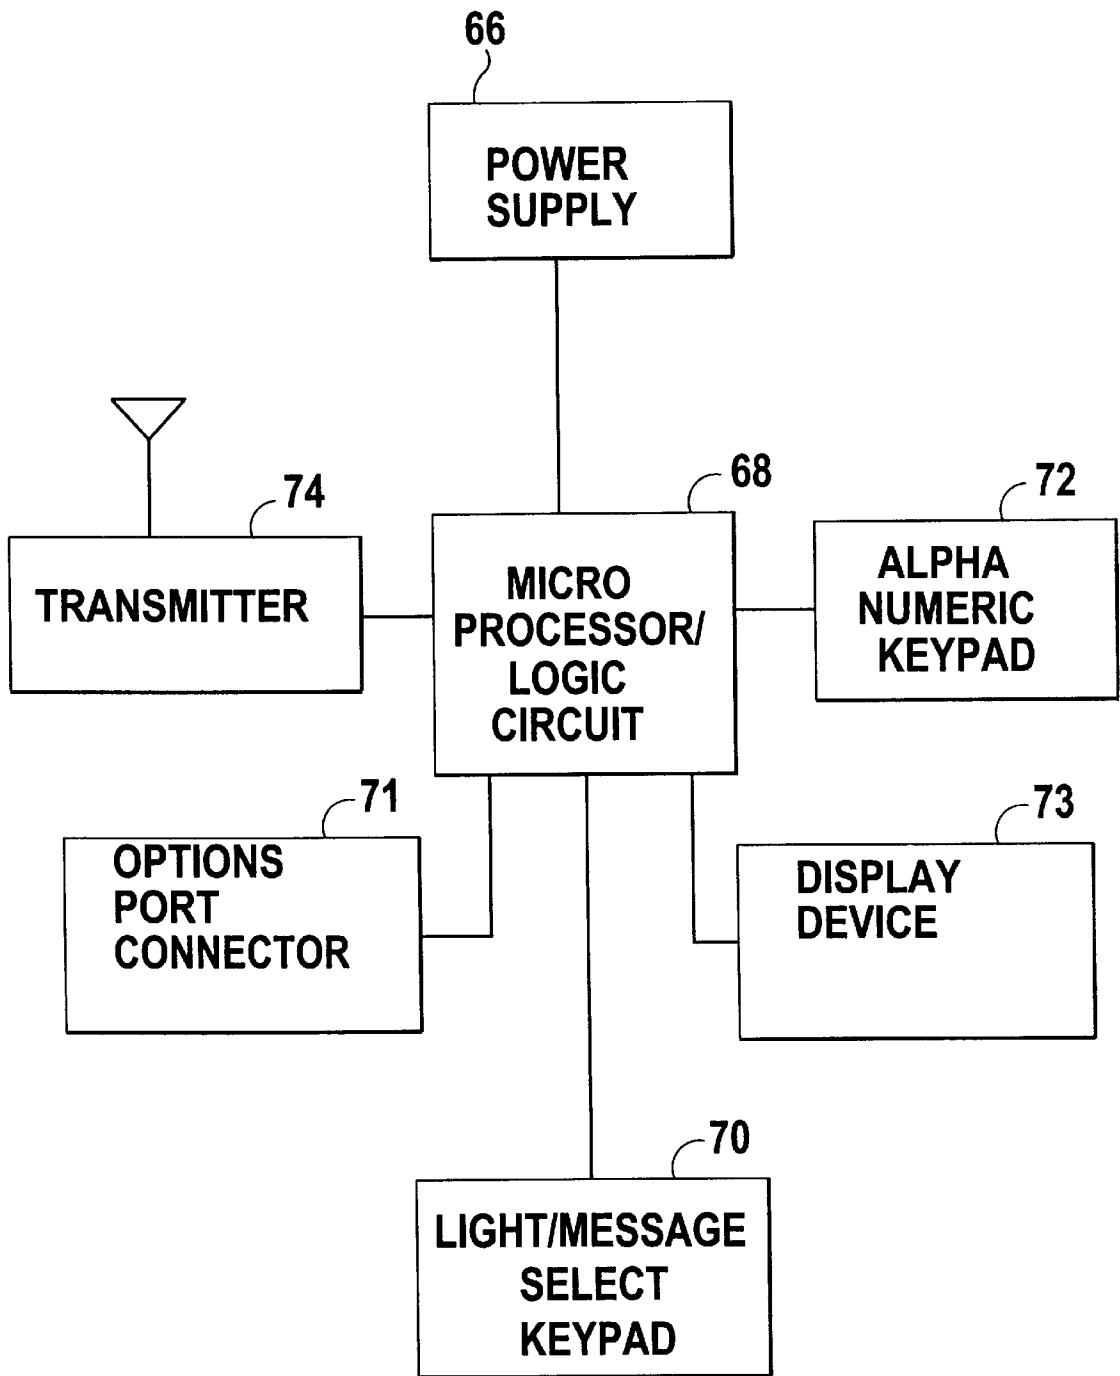 66
POWER
SUPPLY
74
68
72
TRANSMITTER
MICRO
PROCESSOR/
LOGIC
CIRCUIT
ALPHA
NUMERIC
KEYPAD
71
OPTIONS
PORT
CONNECTOR
73
DISPLAY
DEVICE
70
LIGHT/MESSAGE
SELECT
KEYPAD